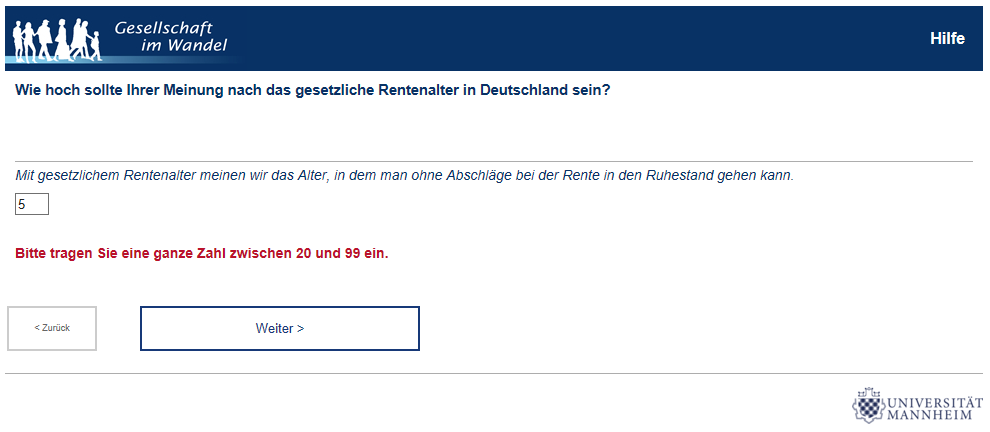 Gesellschaft
im Wandel
Hilfe
Wie hoch sollte Ihrer Meinung nach das gesetzliche Rentenalter in Deutschland sein?
Mit gesetzlichem Rentenalter meinen wir das Alter, in dem man ohne Abschläge bei der Rente in den Ruhestand gehen kann.
5
Bitte tragen Sie eine ganze Zahl zwischen 20 und 99 ein.
< Zurück
Weiter >
UNIVERSITÄT
MANNHEIM